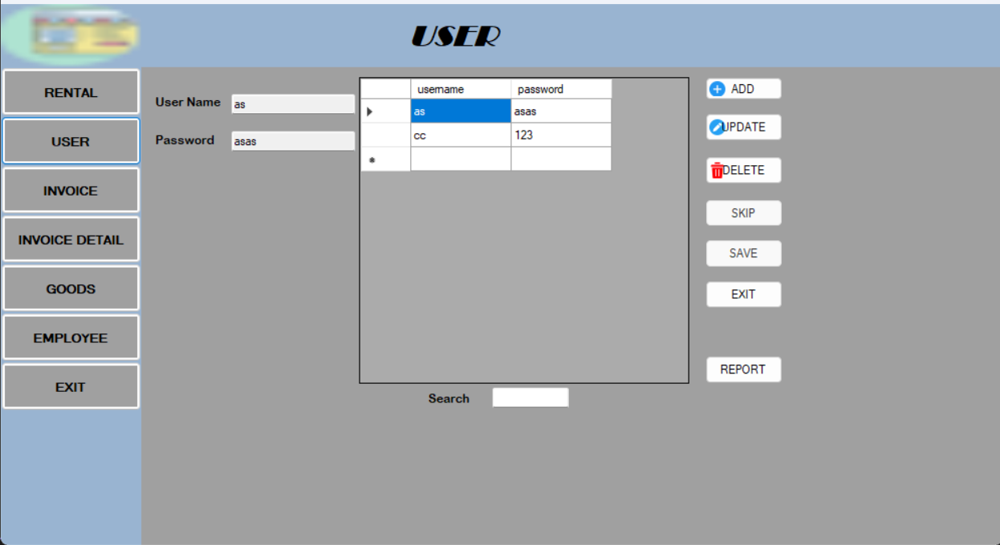 USER
RENTAL
USER
INVOICE
INVOICE DETAIL
GOODS
EMPLOYEE
EXIT
User Name as
Password asas
username password
as asas
cc 123
Search
ADD
UPDATE
DELETE
SKIP
SAVE
EXIT
REPORT